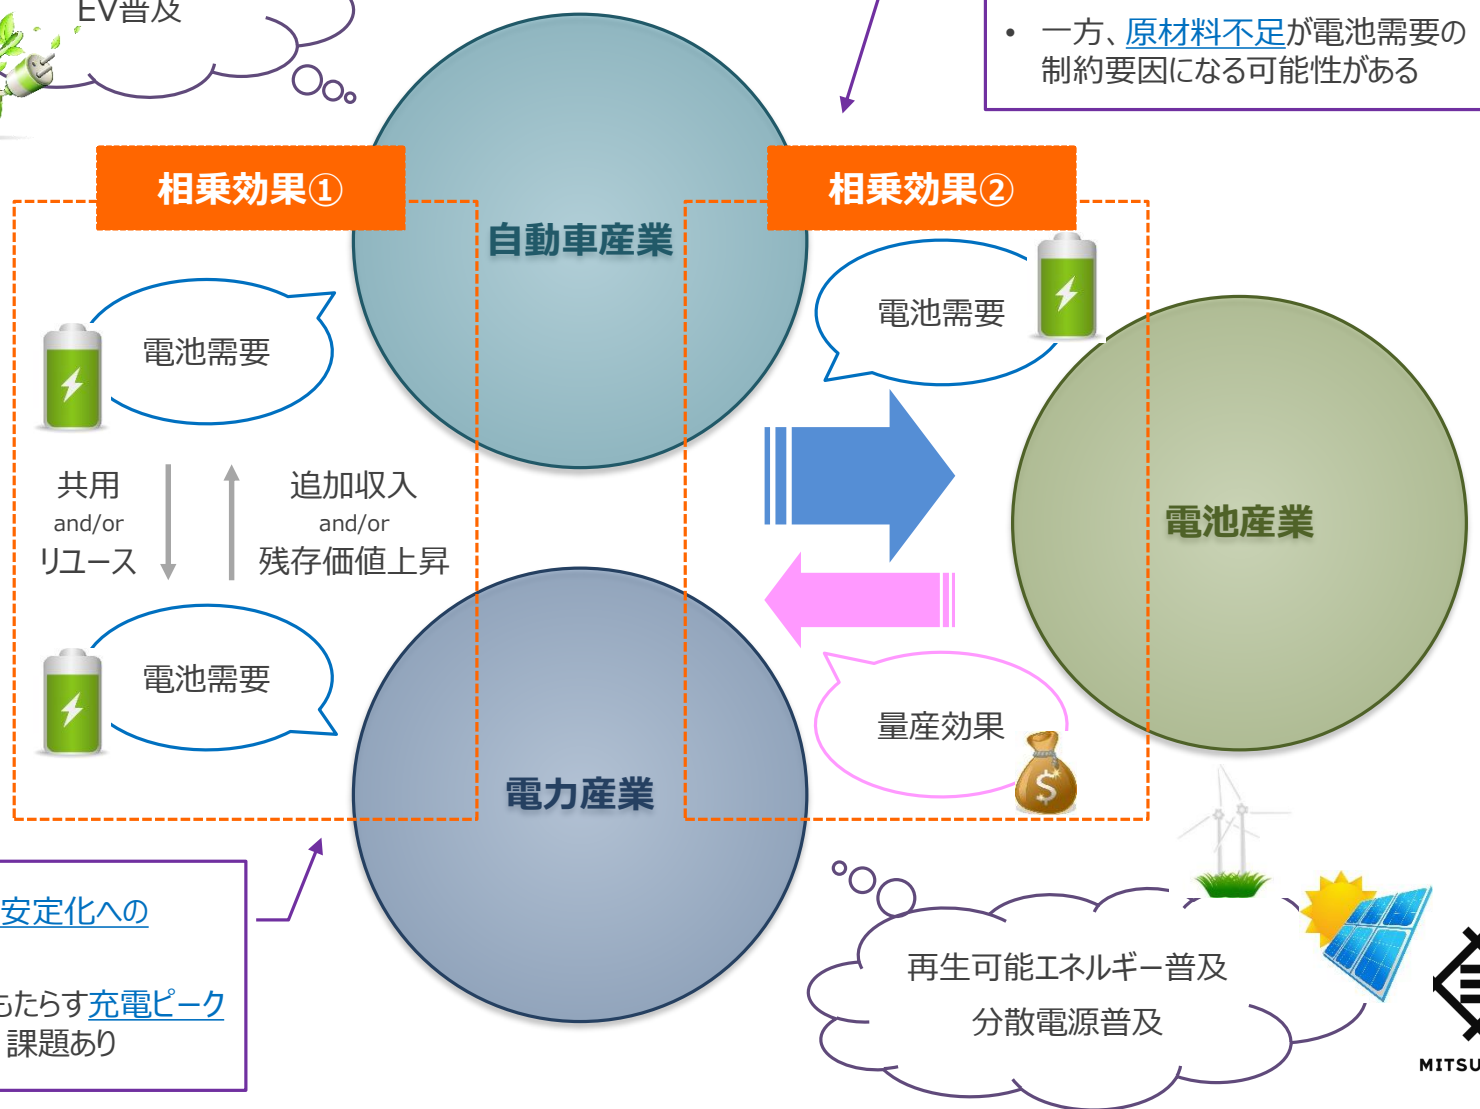 EV普及
• 一方、原材料不足が電池需要の
制約要因になる可能性がある
相乗効果①
相乗効果②
自動車産業
電池需要
電池需要
共用
and/or
リユース
追加収入
and/or
残存価値上昇
電池産業
電池需要
量産効果
電力産業
安定化への
もたらす充電ピーク
課題あり
再生可能エネルギー普及
分散電源普及
MITSU